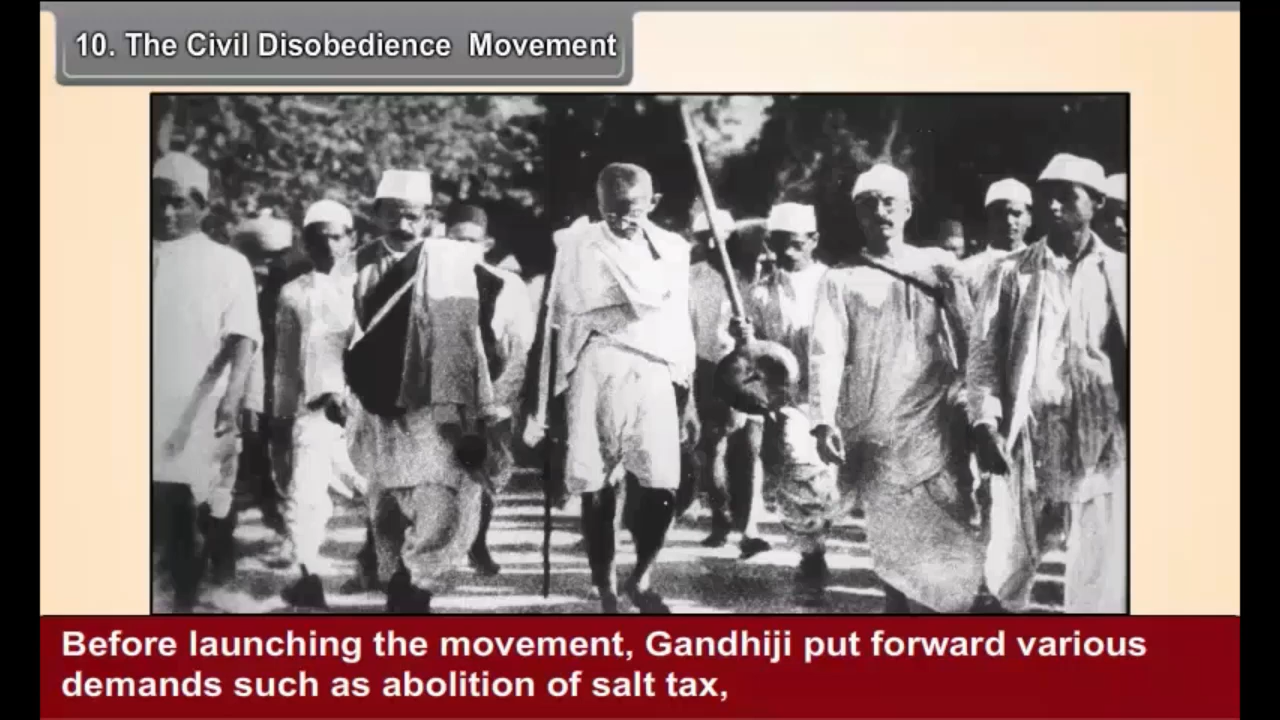 10. The Civil Disobedience Movement
Before launching the movement, Gandhiji put forward various
demands such as abolition of salt tax,